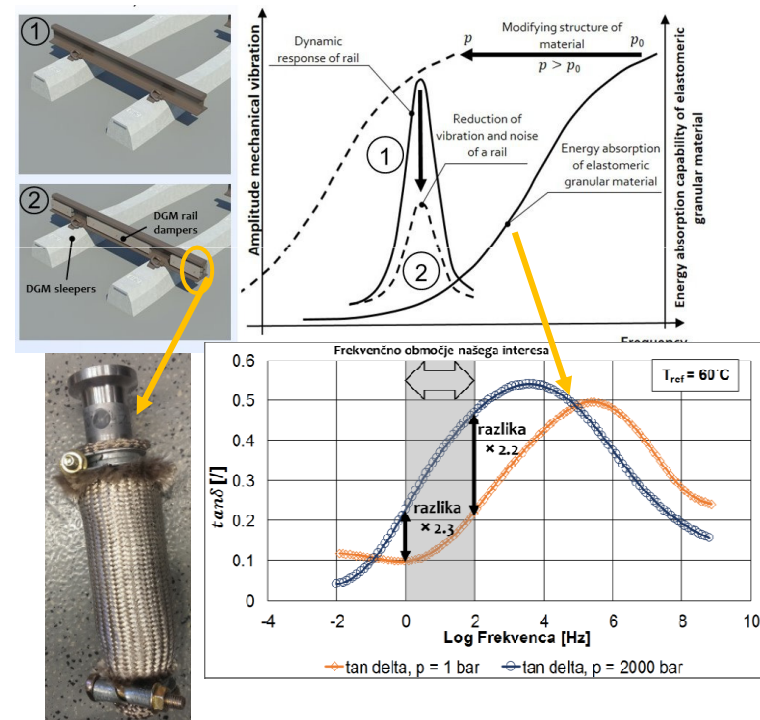 1
2
DGM rail
dampers
DGM sleepers
Amplitude mechanical vibration
Dynamic
response of rail
p
Modifying structure of
material
p > p₀
p₀
1
Reduction of
vibration and noise
of a rail
Energy absorption
of elastomeric
granular material
2
Energy absorption capability of elastomeric
granular material
Frequency
Frekvenčno območje našega interesa
T ref = 60°C
0.6
0.5
0.4
0.3
0.2
0.1
0
tanδ [/]
razlika
× 2.2
razlika
× 2.3
-4
-2
0
2
4
6
8
10
Log Frekvenca [Hz]
tan delta, p = 1 bar
tan delta, p = 2000 bar